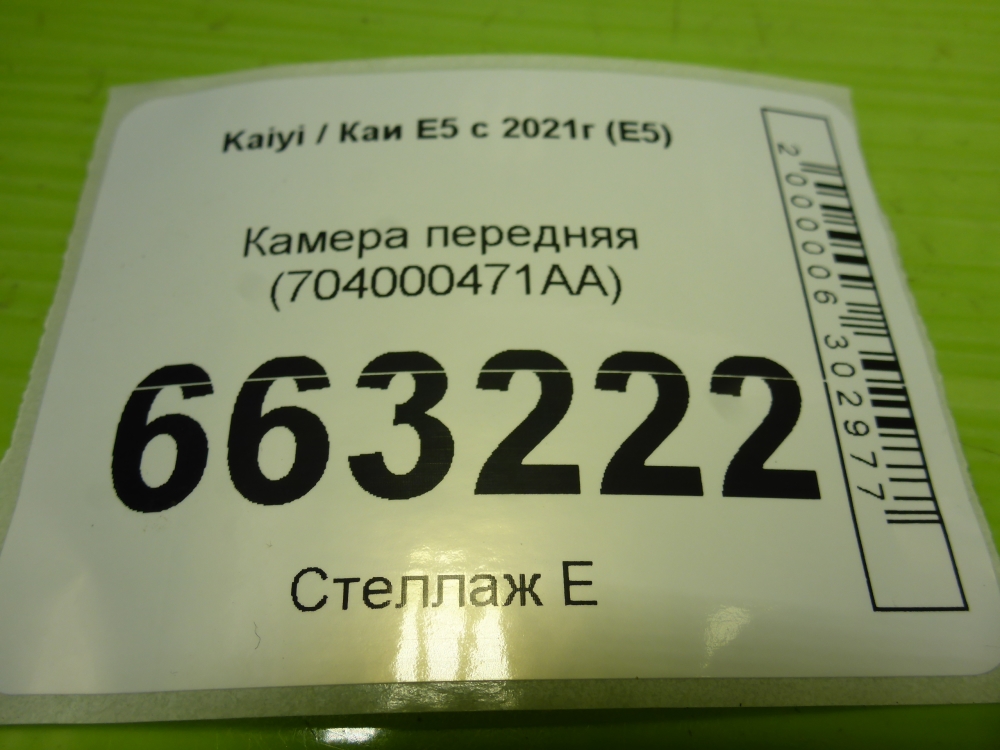 Kaiyi / Каи E5 с 2021г (E5)
Камера передняя
(704000471AA)
663222
Стеллаж Е
2000006302977